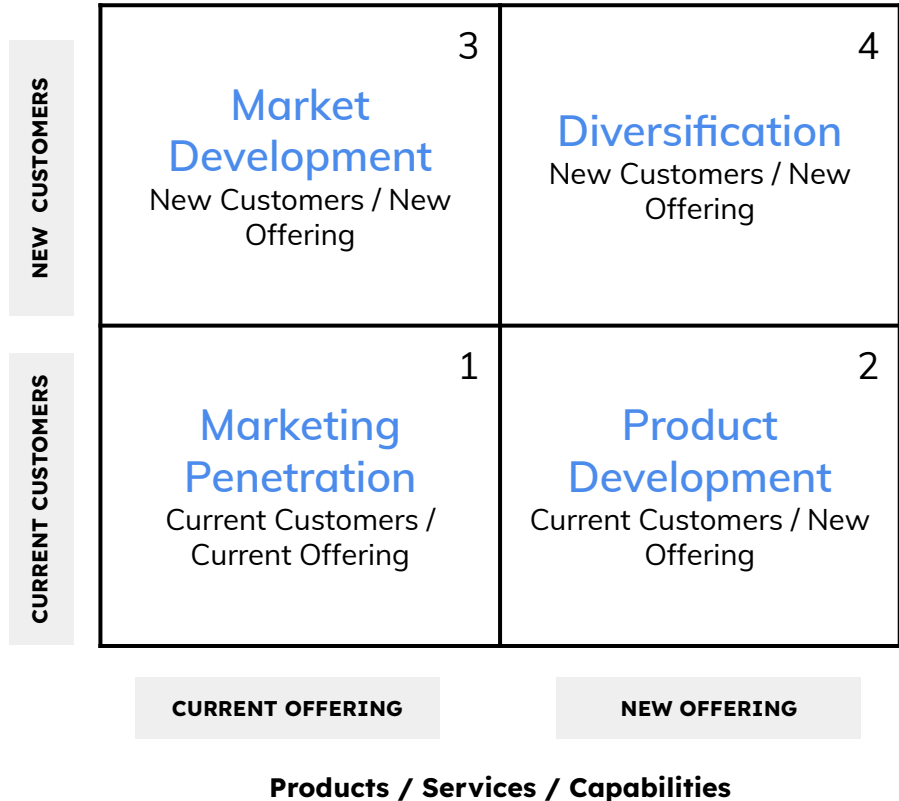 NEW CUSTOMERS
3
Market
Development
New Customers / New
Offering
4
Diversification
New Customers / New
Offering
CURRENT CUSTOMERS
1
Marketing
Penetration
Current Customers /
Current Offering
2
Product
Development
Current Customers / New
Offering
CURRENT OFFERING
NEW OFFERING
Products / Services / Capabilities